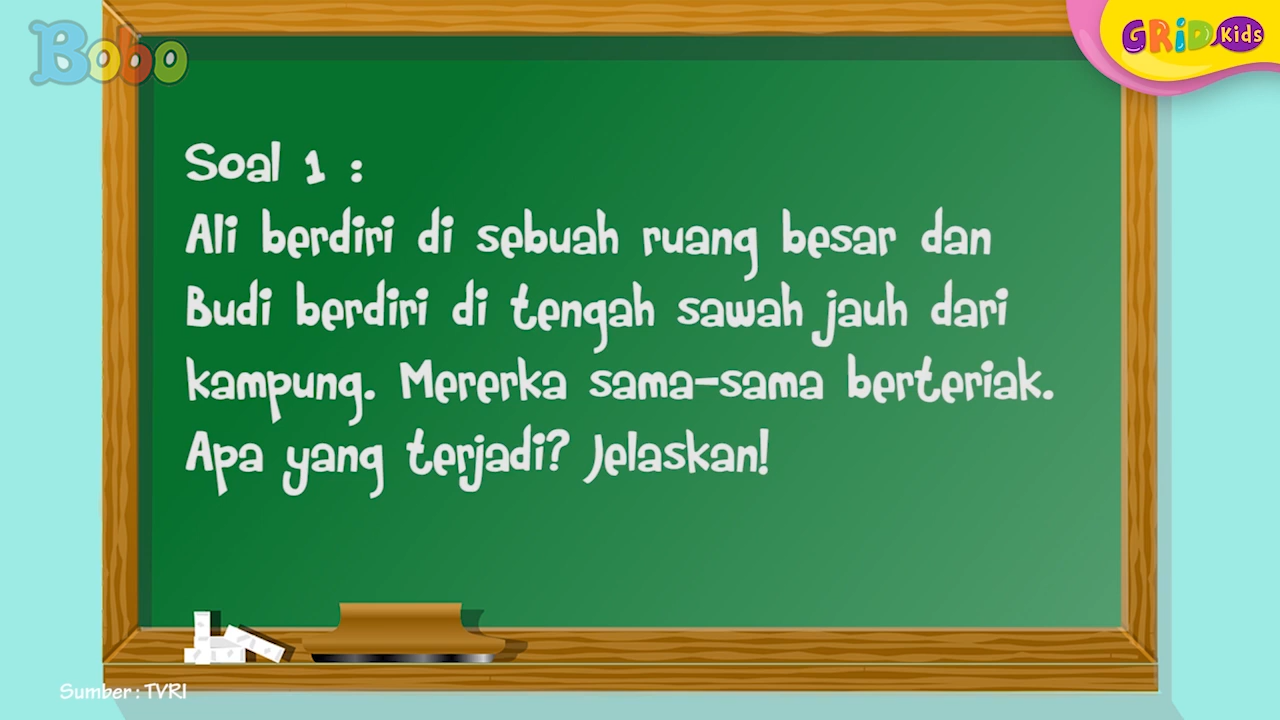 Bobo
GRID Kids
Soal 1 :
Ali berdiri di sebuah ruang besar dan
Budi berdiri di tengah sawah jauh dari
kampung. Mererka sama-sama berteriak.
Apa yang terjadi? Jelaskan!
Sumber : TVRI